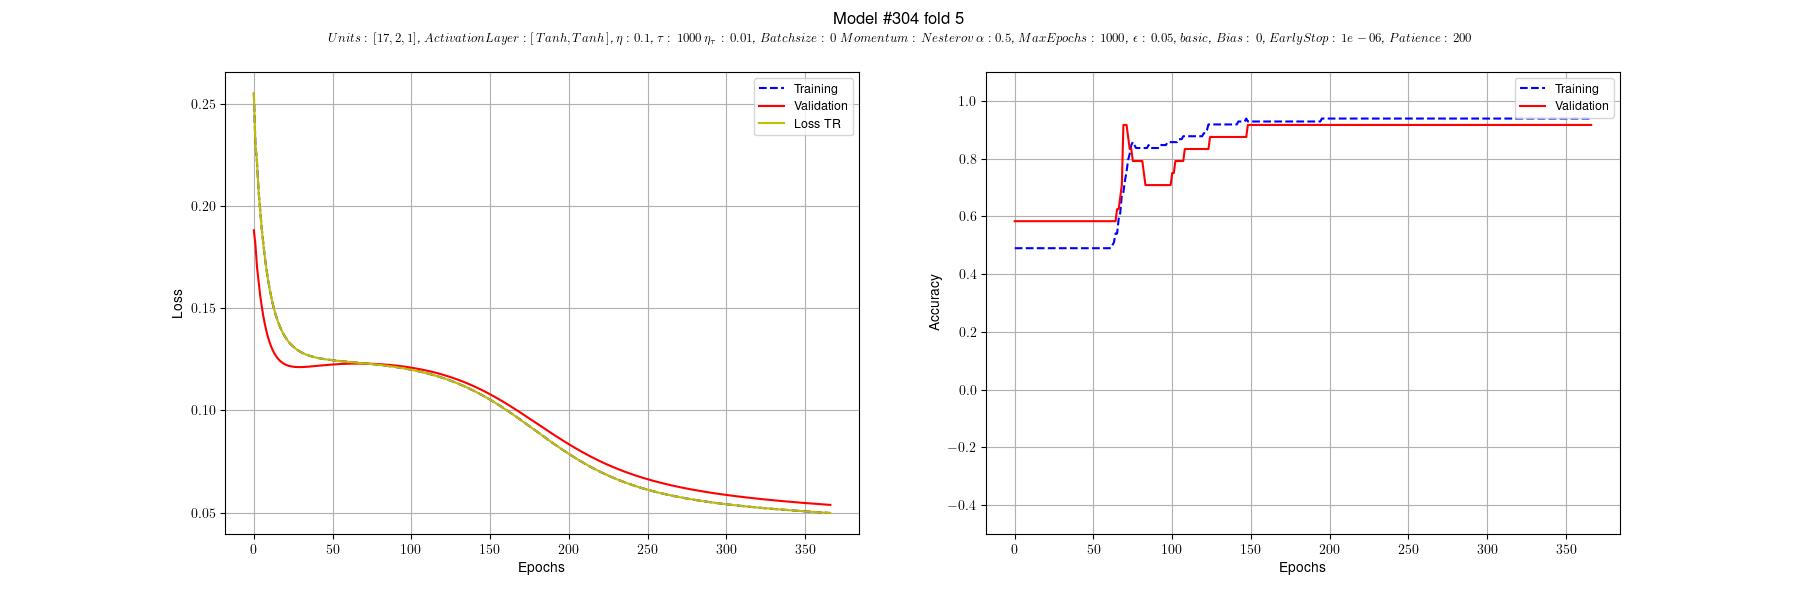 Model #304 fold 5
Units : [17, 2, 1], ActivationLayer : [Tanh, Tanh], η : 0.1, τ : 1000 ητ : 0.01, Batchsize : 0 Momentum : Nesterov α : 0.5, MaxEpochs : 1000, ϵ : 0.05, basic, Bias : 0, EarlyStop : 1e − 06, Patience : 200
Training
Validation
Loss TR
0.25
0.20
0.15
0.10
0.05
Loss
0 50 100 150 200 250 300 350
Epochs
Training
Validation
1.0
0.8
0.6
0.4
0.2
0.0
−0.2
−0.4
Accuracy
0 50 100 150 200 250 300 350
Epochs